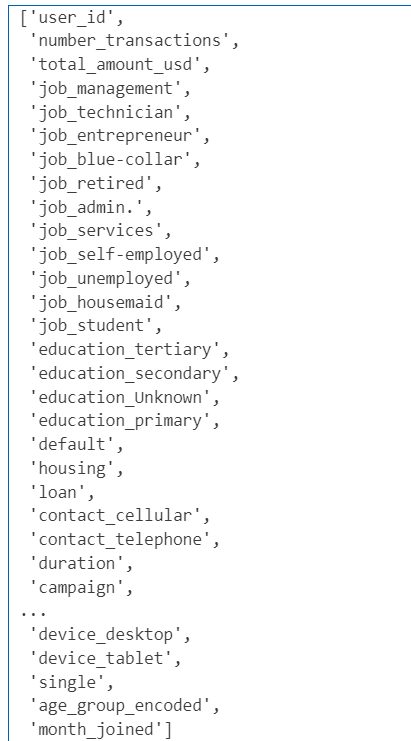 ['user_id',
'number_transactions',
'total_amount_usd',
'job_management',
'job_technician',
'job_entrepreneur',
'job_blue-collar',
'job_retired',
'job_admin.',
'job_services',
'job_self-employed',
'job_unemployed',
'job_housemaid',
'job_student',
'education_tertiary',
'education_secondary',
'education_Unknown',
'education_primary',
'default',
'housing',
'loan',
'contact_cellular',
'contact_telephone',
'duration',
'campaign',
...
'device_desktop',
'device_tablet',
'single',
'age_group_encoded',
'month_joined']